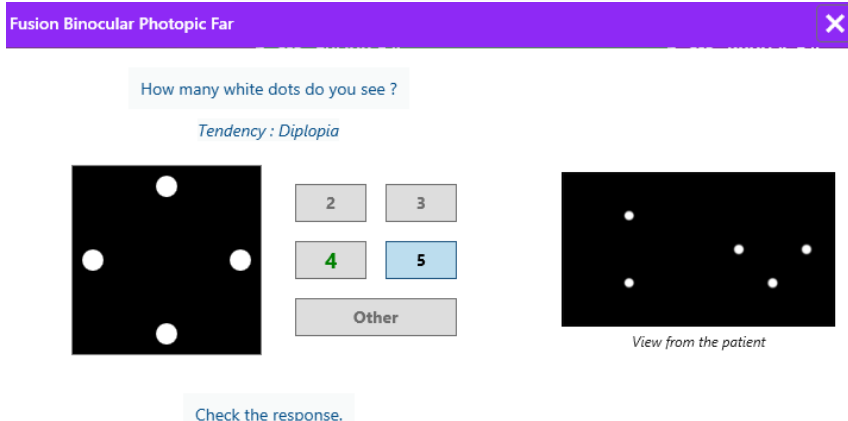 Fusion Binocular Photopic Far
How many white dots do you see ?
Tendency : Diplopia
2 3
4 5
Other
View from the patient
Check the response.